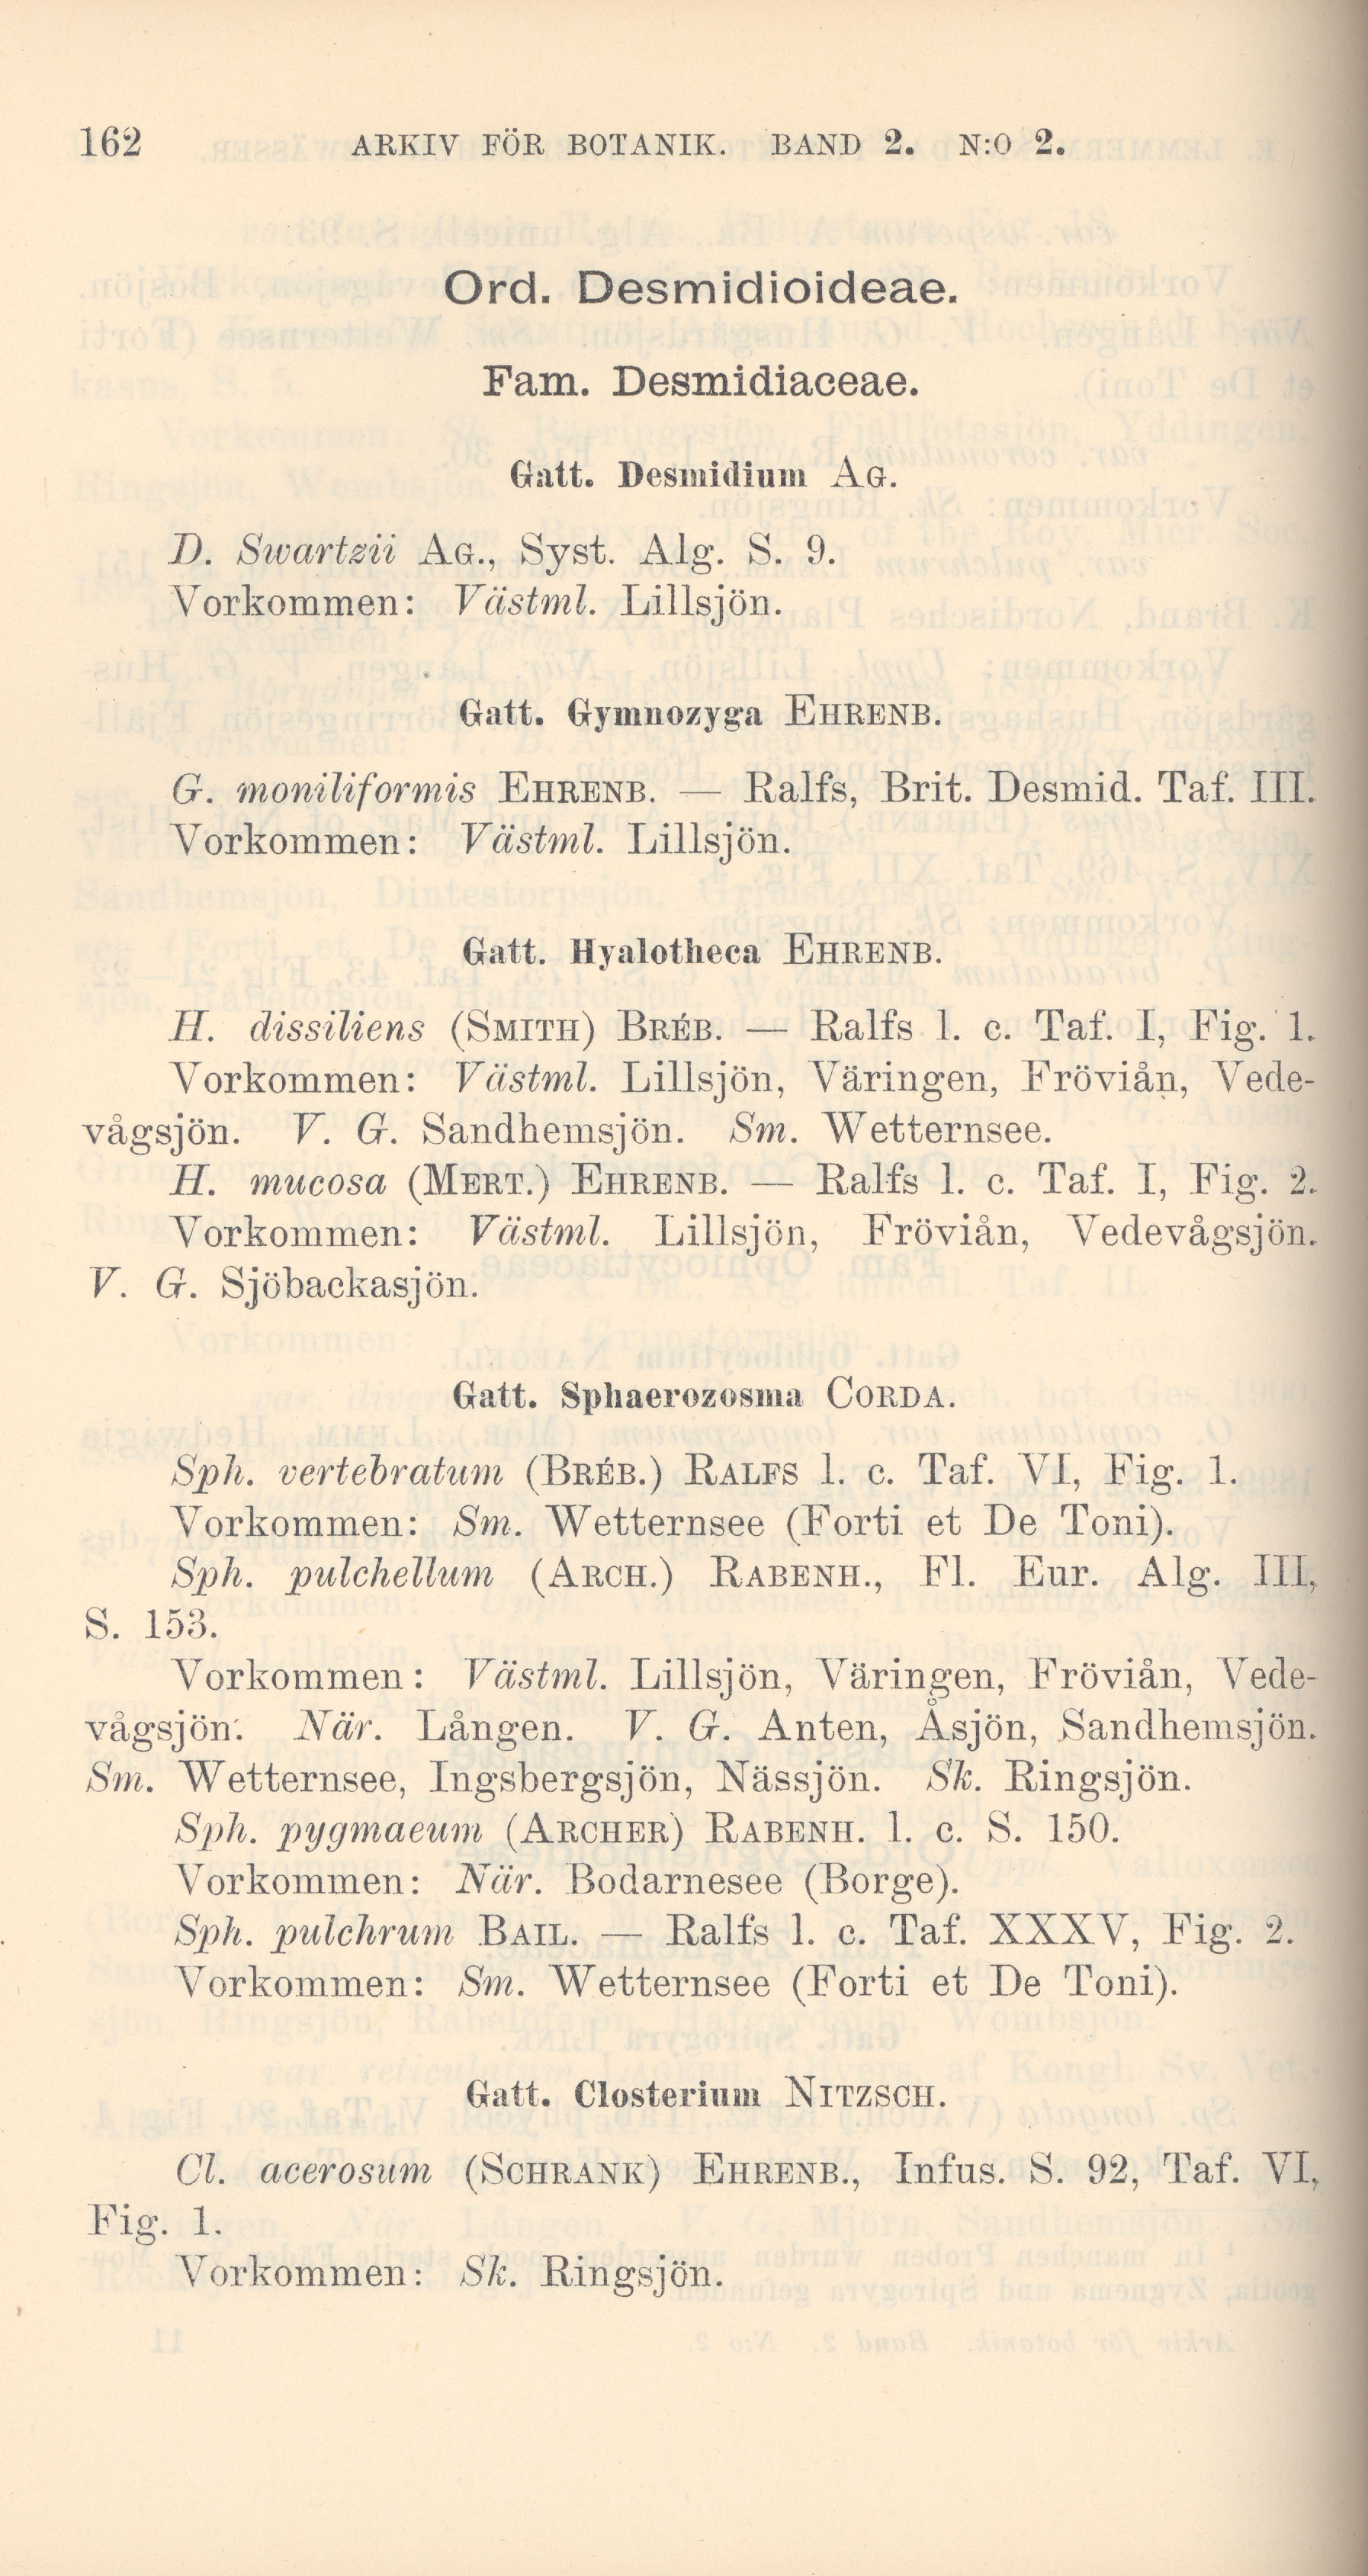 162 ARKIV FÖR BOTANIK. BAND 2. N:O 2.
Ord. Desmidioideae.
Fam. Desmidiaceae.
Gatt. Desmidium AG.
D. Swartzii AG., Syst. Alg. S. 9.
Vorkommen: Västml. Lillsjön.
Gatt. Gymnozyga EHRENB.
G. moniliformis EHRENB. — Ralfs, Brit. Desmid. Taf. III.
Vorkommen: Västml. Lillsjön.
Gatt. Hyalotheca EHRENB.
H. dissiliens (SMITH) BRÉB. — Ralfs l. c. Taf. I, Fig. 1.
Vorkommen: Västml. Lillsjön, Väringen, Fröviån, Vede-
vågsjön. V. G. Sandhemsjön. Sm. Wetternsee.
H. mucosa (MERT.) EHRENB. — Ralfs l. c. Taf. I, Fig. 2.
Vorkommen: Västml. Lillsjön, Fröviån, Vedevågsjön.
V. G. Sjöbackasjön.
Gatt. Sphaerozosma CORDA.
Sph. vertebratum (BRÉB.) RALFS l. c. Taf. VI, Fig. 1.
Vorkommen: Sm. Wetternsee (Forti et De Toni).
Sph. pulchellum (ARCH.) RABENH., Fl. Eur. Alg. III,
S. 153.
Vorkommen: Västml. Lillsjön, Väringen, Fröviån, Vede-
vågsjön. När. Lången. V. G. Anten, Åsjön, Sandhemsjön.
Sm. Wetternsee, Ingsbergsjön, Nässjön. Sk. Ringsjön.
Sph. pygmaeum (ARCHER) RABENH. l. c. S. 150.
Vorkommen: När. Bodarnesee (Borge).
Sph. pulchrum BAIL. — Ralfs l. c. Taf. XXXV, Fig. 2.
Vorkommen: Sm. Wetternsee (Forti et De Toni).
Gatt. Closterium NITZSCH.
Cl. acerosum (SCHRANK) EHRENB., Infus. S. 92, Taf. VI,
Fig. 1.
Vorkommen: Sk. Ringsjön.